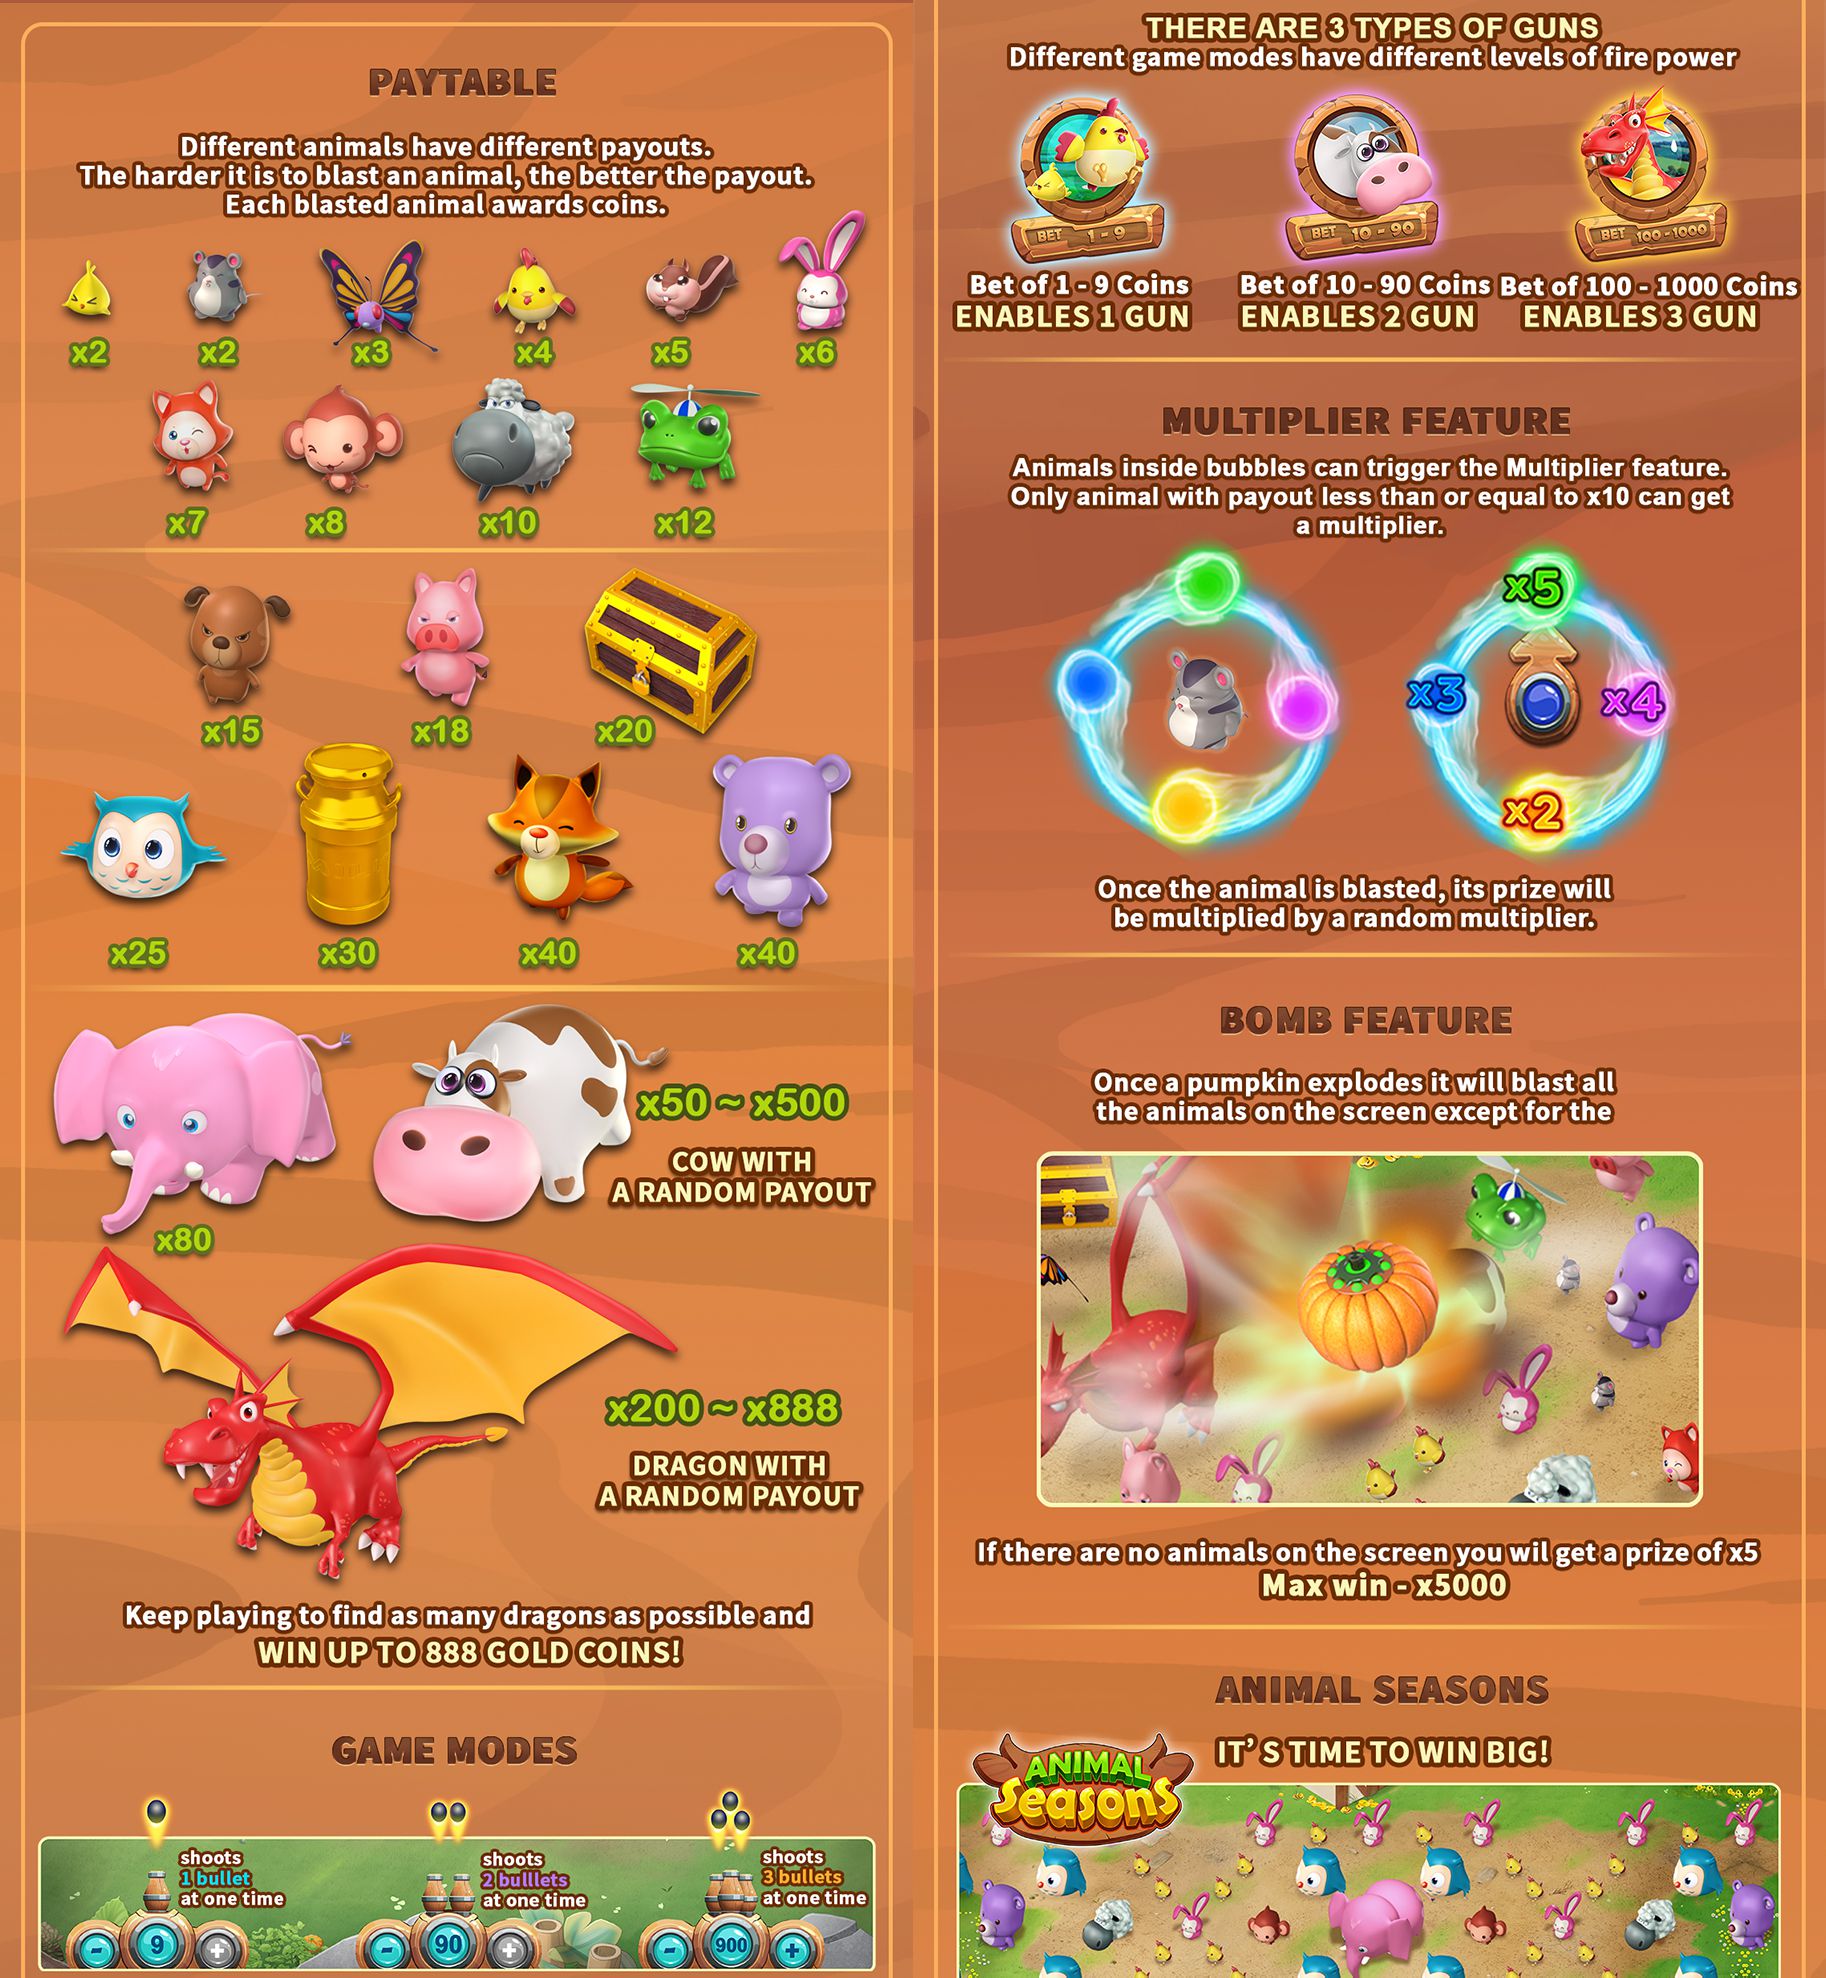 PAYTABLE
Different animals have different payouts.
The harder it is to blast an animal, the better the payout.
Each blasted animal awards coins.
x2
x2
x3
x4
x5
x6
x7
x8
x10
x12
x15
x18
x20
x25
x30
x40
x40
x80
x50 ~ x500
COW WITH
A RANDOM PAYOUT
x200 ~ x888
DRAGON WITH
A RANDOM PAYOUT
Keep playing to find as many dragons as possible and
WIN UP TO 888 GOLD COINS!
GAME MODES
shoots
1 bullet
at one time
shoots
2 bulllets
at one time
shoots
3 bullets
at one time
- 9 +
- 90 +
- 900 +
THERE ARE 3 TYPES OF GUNS
Different game modes have different levels of fire power
BET 1 - 9
BET 10 - 90
BET 100 - 1000
Bet of 1 - 9 Coins
ENABLES 1 GUN
Bet of 10 - 90 Coins
ENABLES 2 GUN
Bet of 100 - 1000 Coins
ENABLES 3 GUN
MULTIPLIER FEATURE
Animals inside bubbles can trigger the Multiplier feature.
Only animal with payout less than or equal to x10 can get
a multiplier.
x5
x3
x4
x2
Once the animal is blasted, its prize will
be multiplied by a random multiplier.
BOMB FEATURE
Once a pumpkin explodes it will blast all
the animals on the screen except for the
If there are no animals on the screen you wil get a prize of x5
Max win - x5000
ANIMAL SEASONS
IT'S TIME TO WIN BIG!
ANIMAL
Seasons